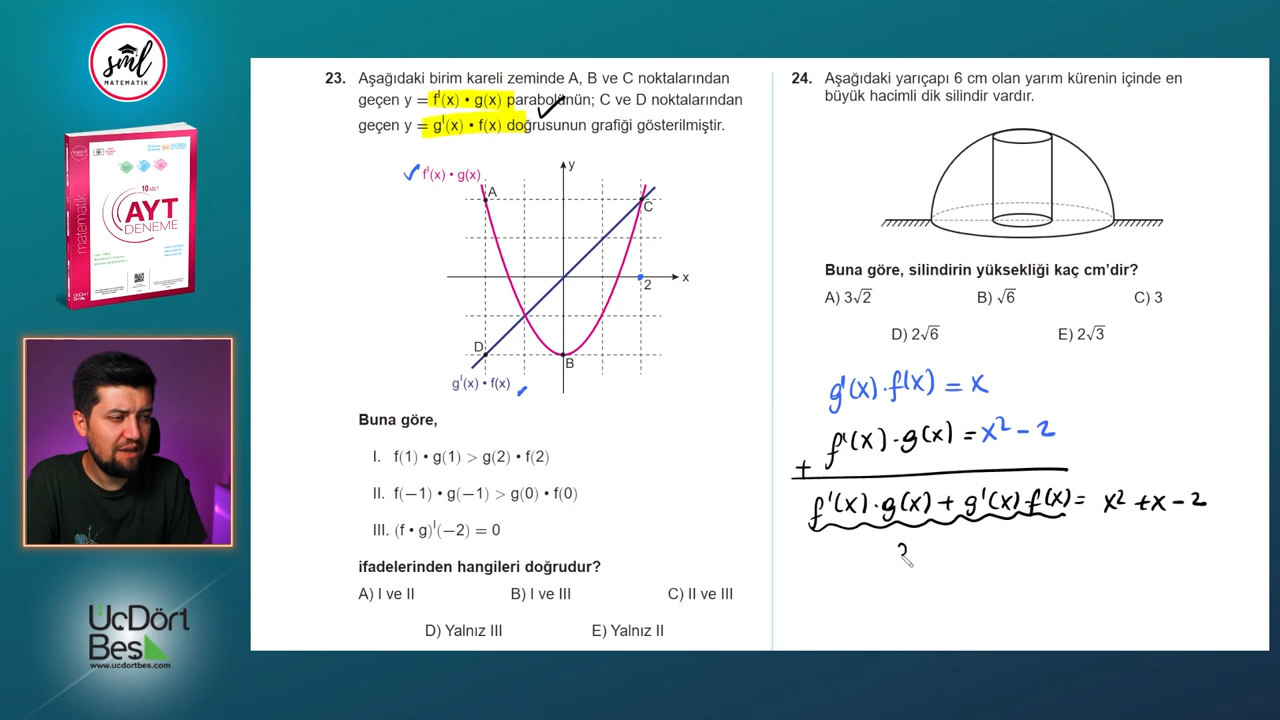 sml
MATEMATİK
matematik
10 ADET
AYT
DENEME
ÜçDört
Beş
ÜcDört
Bes
www.ucdortbes.com
23. Aşağıdaki birim kareli zeminde A, B ve C noktalarından
geçen y = f'(x) • g(x) parabolünün; C ve D noktalarından
geçen y = g'(x) • f(x) doğrusunun grafiği gösterilmiştir.
f'(x) • g(x)
y
A
C
x
2
D
B
g'(x) • f(x)
Buna göre,
I. f(1) • g(1) > g(2) • f(2)
II. f(−1) • g(−1) > g(0) • f(0)
III. (f • g)'(−2) = 0
ifadelerinden hangileri doğrudur?
A) I ve II B) I ve III C) II ve III
D) Yalnız III E) Yalnız II
24. Aşağıdaki yarıçapı 6 cm olan yarım kürenin içinde en
büyük hacimli dik silindir vardır.
Buna göre, silindirin yüksekliği kaç cm'dir?
A) 3√2 B) √6 C) 3
D) 2√6 E) 2√3
g'(x)·f(x) = x
f'(x)·g(x) = x² − 2
+
f'(x)·g(x) + g'(x)·f(x) = x² + x − 2